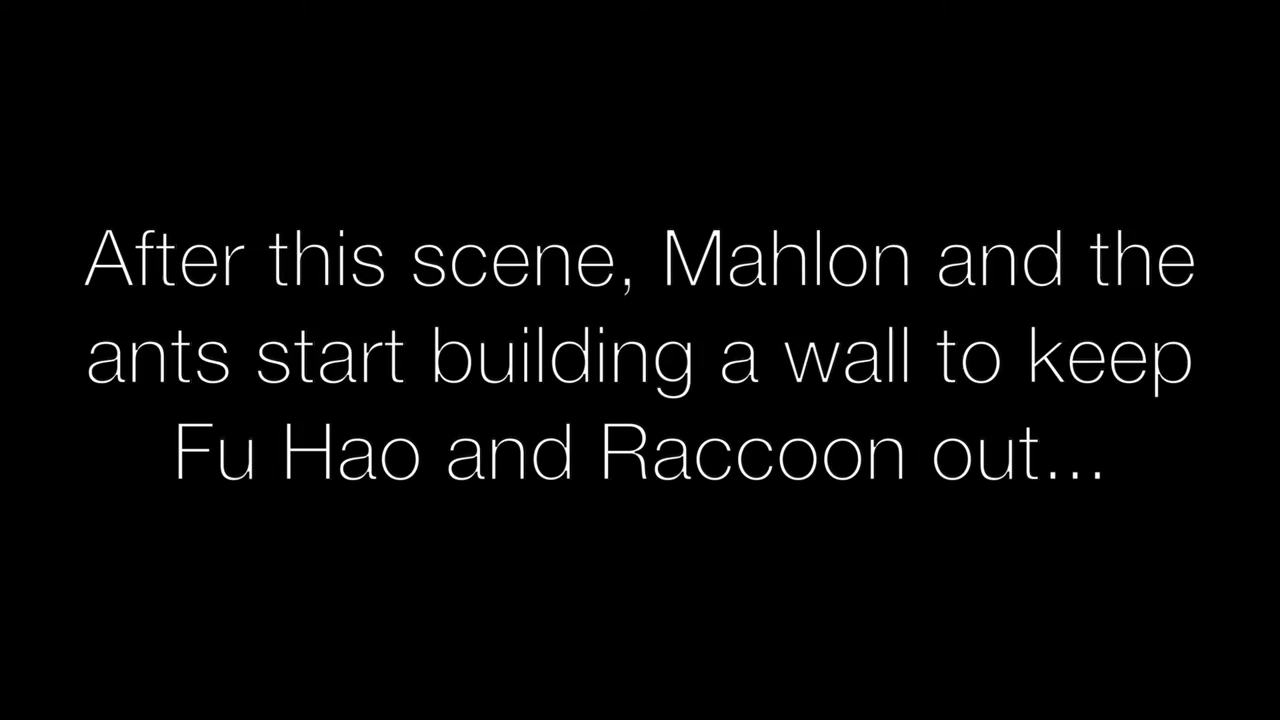 After this scene, Mahlon and the
ants start building a wall to keep
Fu Hao and Raccoon out...